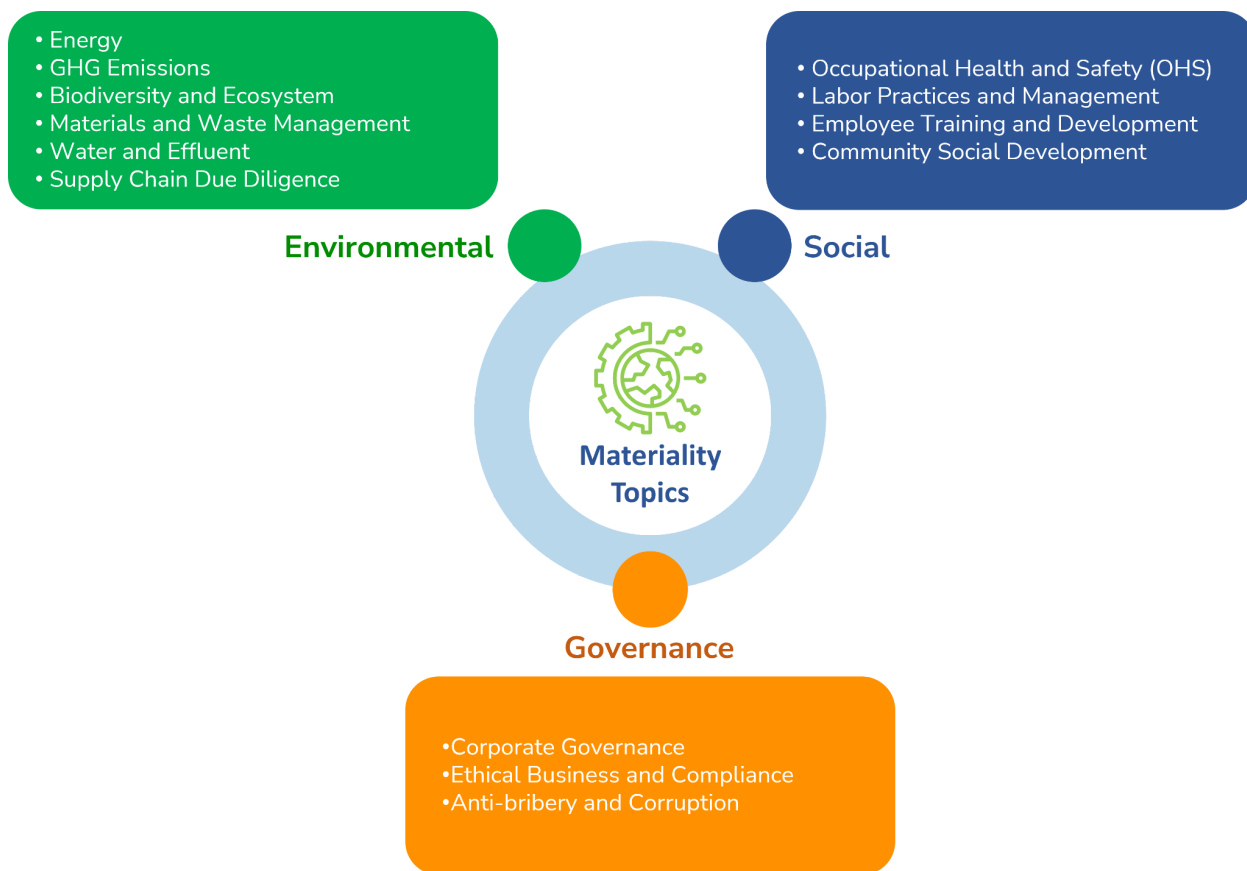 • Energy
• GHG Emissions
• Biodiversity and Ecosystem
• Materials and Waste Management
• Water and Effluent
• Supply Chain Due Diligence
• Occupational Health and Safety (OHS)
• Labor Practices and Management
• Employee Training and Development
• Community Social Development
Environmental
Social
Materiality
Topics
Governance
•Corporate Governance
•Ethical Business and Compliance
•Anti-bribery and Corruption